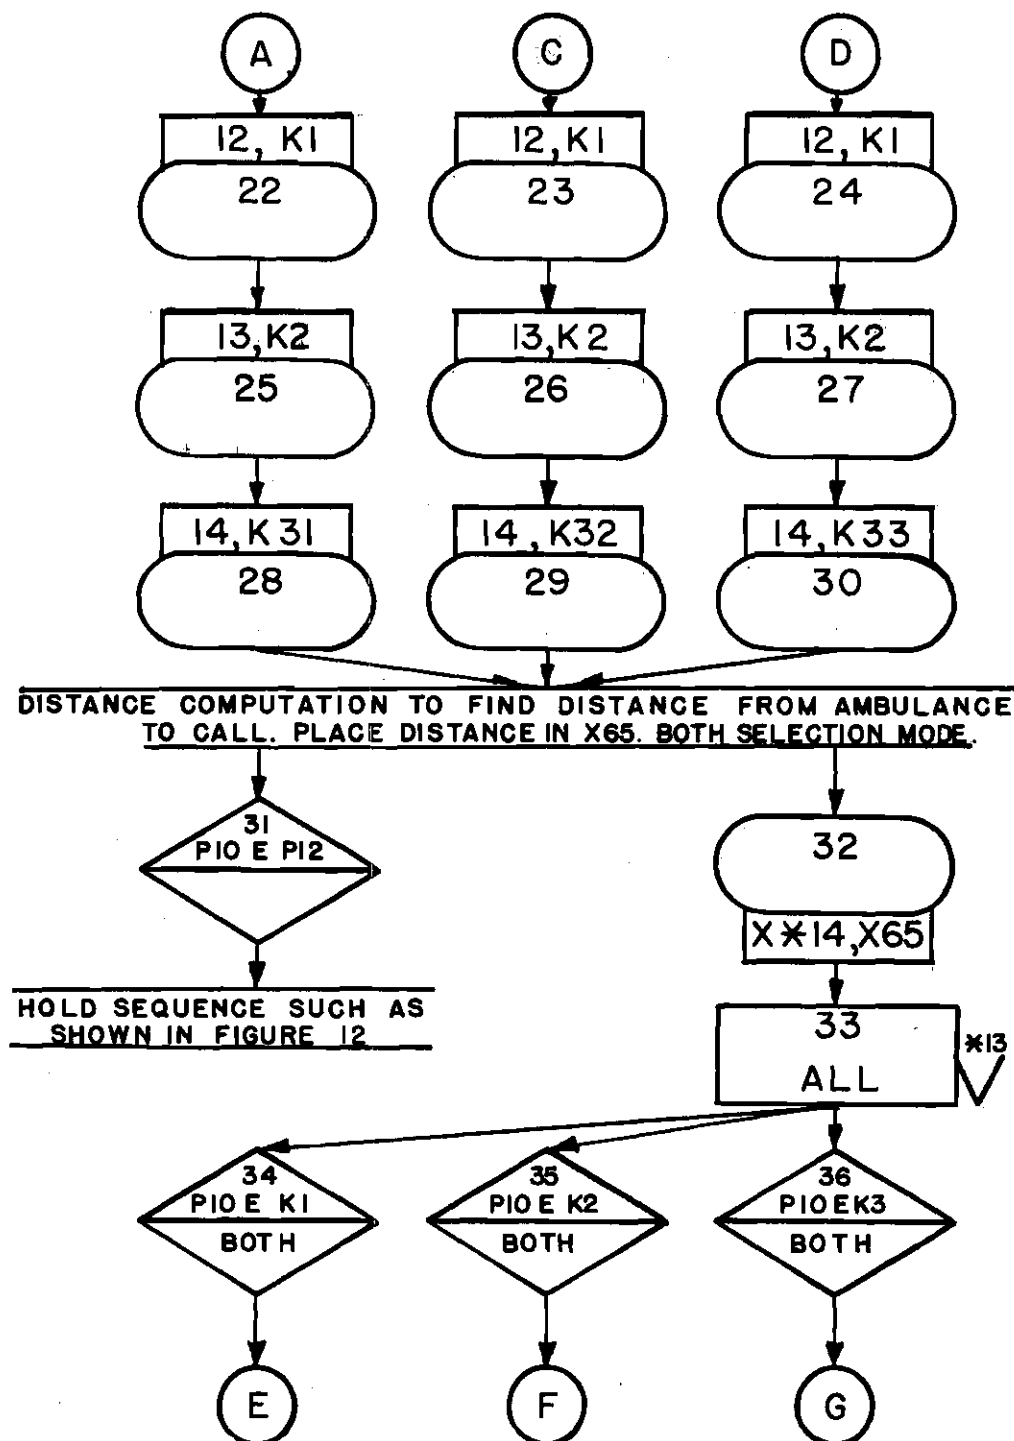 A
C
D
12, K1
12, K1
12, K1
22
23
24
13,K2
13,K2
13,K2
25
26
27
14,K31
14,K32
14,K33
28
29
30
DISTANCE COMPUTATION TO FIND DISTANCE FROM AMBULANCE
TO CALL. PLACE DISTANCE IN X65. BOTH SELECTION MODE.
31
P10 E P12
32
X*14,X65
HOLD SEQUENCE SUCH AS
SHOWN IN FIGURE 12
33
ALL
*13
34
P10 E K1
BOTH
35
P10 E K2
BOTH
36
P10 E K3
BOTH
E
F
G